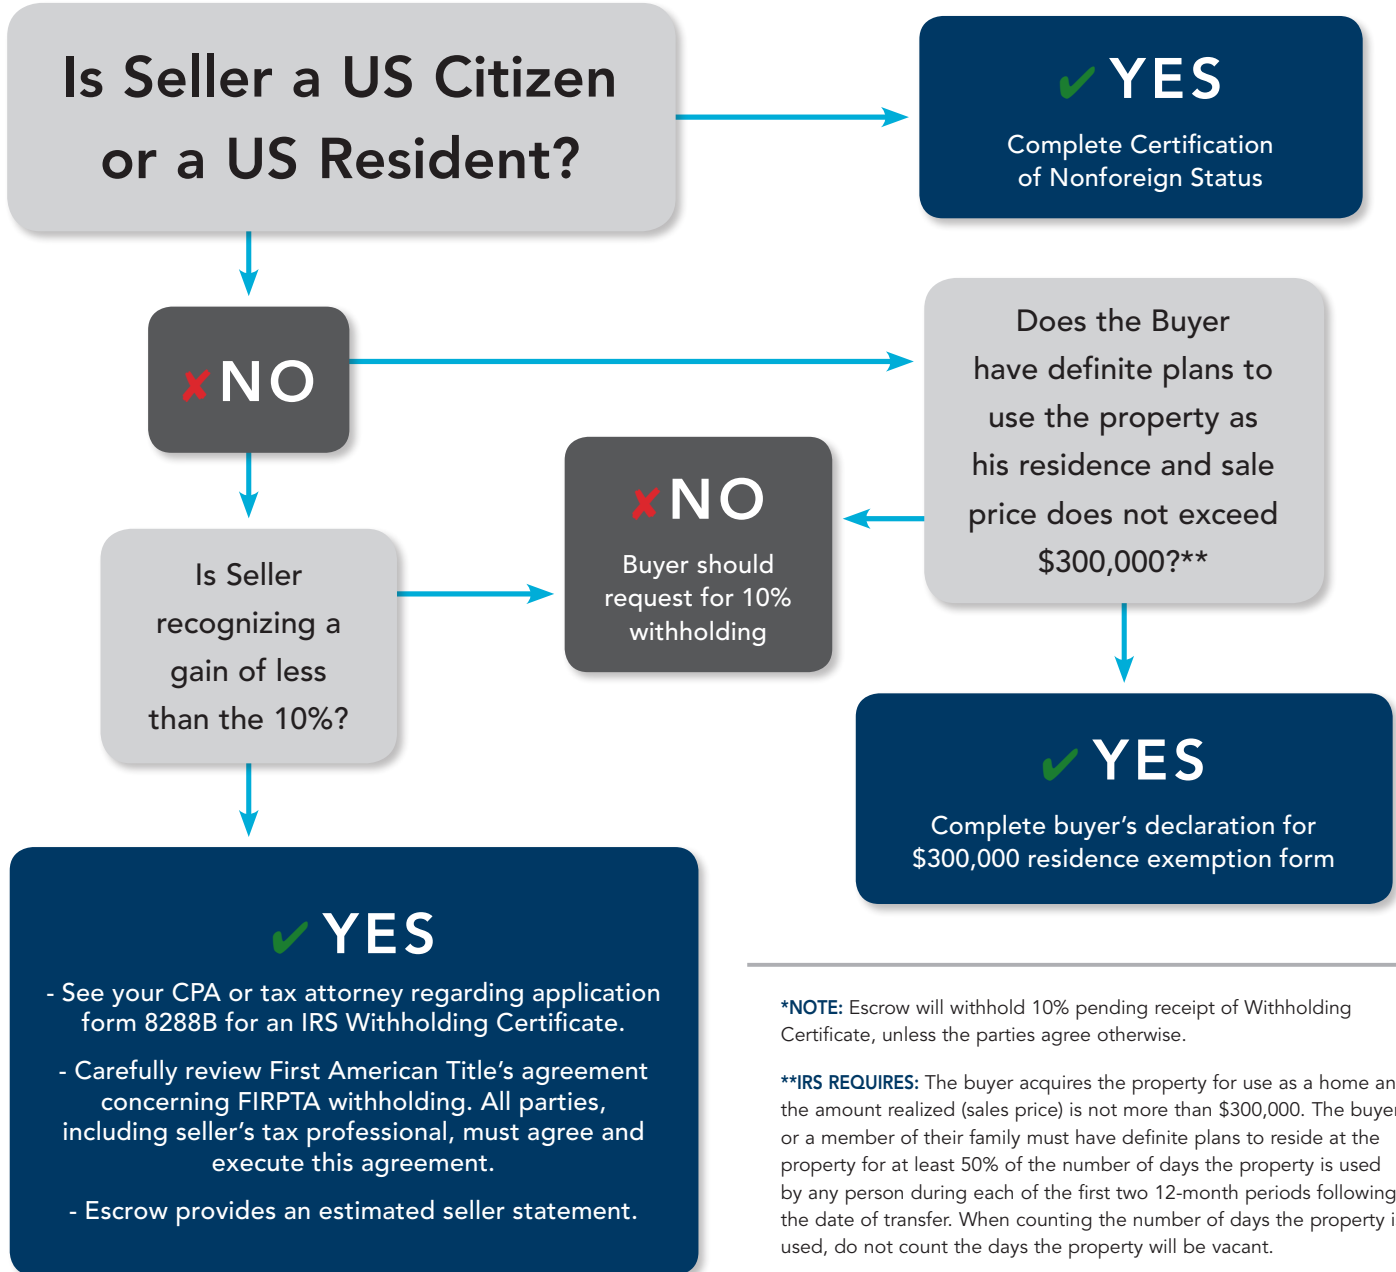 Is Seller a US Citizen
or a US Resident?
✔ YES
Complete Certification
of Nonforeign Status
✘ NO
Does the Buyer
have definite plans to
use the property as
his residence and sale
price does not exceed
$300,000?**
✘ NO
Buyer should
request for 10%
withholding
Is Seller
recognizing a
gain of less
than the 10%?
✔ YES
Complete buyer’s declaration for
$300,000 residence exemption form
✔ YES
- See your CPA or tax attorney regarding application
form 8288B for an IRS Withholding Certificate.
- Carefully review First American Title’s agreement
concerning FIRPTA withholding. All parties,
including seller’s tax professional, must agree and
execute this agreement.
- Escrow provides an estimated seller statement.
*NOTE: Escrow will withhold 10% pending receipt of Withholding
Certificate, unless the parties agree otherwise.
**IRS REQUIRES: The buyer acquires the property for use as a home an
the amount realized (sales price) is not more than $300,000. The buyer
or a member of their family must have definite plans to reside at the
property for at least 50% of the number of days the property is used
by any person during each of the first two 12-month periods following
the date of transfer. When counting the number of days the property i
used, do not count the days the property will be vacant.